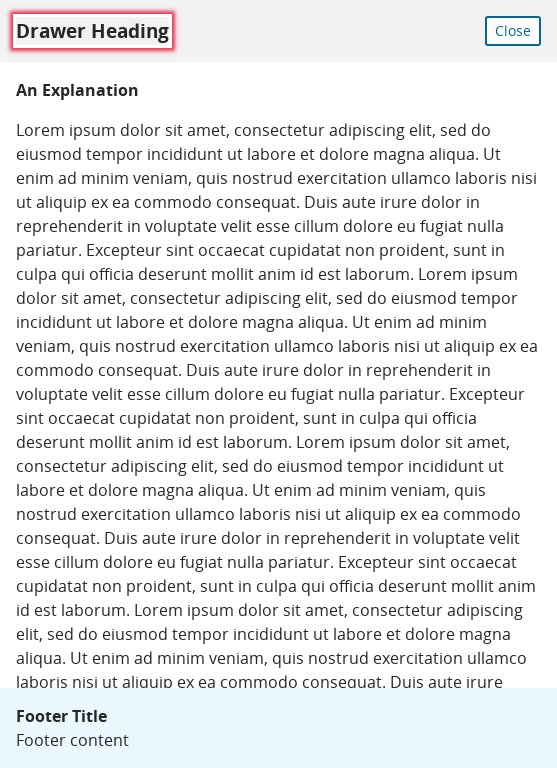 Drawer Heading
Close
An Explanation
Lorem ipsum dolor sit amet, consectetur adipiscing elit, sed do
eiusmod tempor incididunt ut labore et dolore magna aliqua. Ut
enim ad minim veniam, quis nostrud exercitation ullamco laboris nisi
ut aliquip ex ea commodo consequat. Duis aute irure dolor in
reprehenderit in voluptate velit esse cillum dolore eu fugiat nulla
pariatur. Excepteur sint occaecat cupidatat non proident, sunt in
culpa qui officia deserunt mollit anim id est laborum. Lorem ipsum
dolor sit amet, consectetur adipiscing elit, sed do eiusmod tempor
incididunt ut labore et dolore magna aliqua. Ut enim ad minim
veniam, quis nostrud exercitation ullamco laboris nisi ut aliquip ex ea
commodo consequat. Duis aute irure dolor in reprehenderit in
voluptate velit esse cillum dolore eu fugiat nulla pariatur. Excepteur
sint occaecat cupidatat non proident, sunt in culpa qui officia
deserunt mollit anim id est laborum. Lorem ipsum dolor sit amet,
consectetur adipiscing elit, sed do eiusmod tempor incididunt ut
labore et dolore magna aliqua. Ut enim ad minim veniam, quis
nostrud exercitation ullamco laboris nisi ut aliquip ex ea commodo
consequat. Duis aute irure dolor in reprehenderit in voluptate velit
esse cillum dolore eu fugiat nulla pariatur. Excepteur sint occaecat
cupidatat non proident, sunt in culpa qui officia deserunt mollit anim
id est laborum. Lorem ipsum dolor sit amet, consectetur adipiscing
elit, sed do eiusmod tempor incididunt ut labore et dolore magna
aliqua. Ut enim ad minim veniam, quis nostrud exercitation ullamco
laboris nisi ut aliquip ex ea commodo consequat. Duis aute irure
Footer Title
Footer content